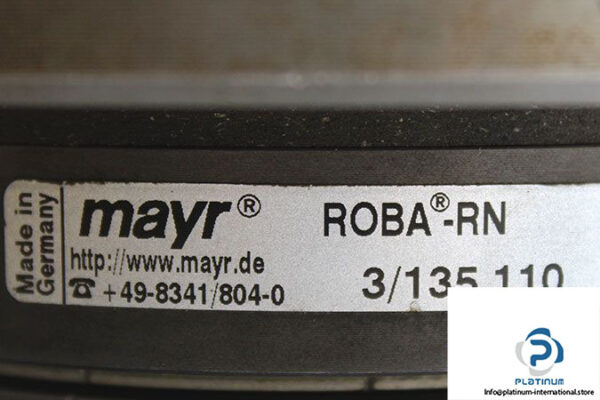 Made in
Germany
mayr®
http://www.mayr.de
☎ +49-8341/804-0
ROBA®-RN
3/135.110
PLATINUM
Info@platinum-international.store